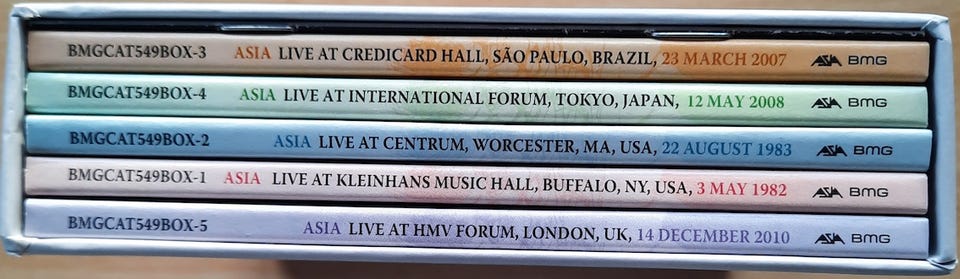 BMGCAT549BOX-3 ASIA LIVE AT CREDICARD HALL, SÃO PAULO, BRAZIL, 23 MARCH 2007 ASIA BMG
BMGCAT549BOX-4 ASIA LIVE AT INTERNATIONAL FORUM, TOKYO, JAPAN, 12 MAY 2008 ASIA BMG
BMGCAT549BOX-2 ASIA LIVE AT CENTRUM, WORCESTER, MA, USA, 22 AUGUST 1983 ASIA BMG
BMGCAT549BOX-1 ASIA LIVE AT KLEINHANS MUSIC HALL, BUFFALO, NY, USA, 3 MAY 1982 ASIA BMG
BMGCAT549BOX-5 ASIA LIVE AT HMV FORUM, LONDON, UK, 14 DECEMBER 2010 ASIA BMG